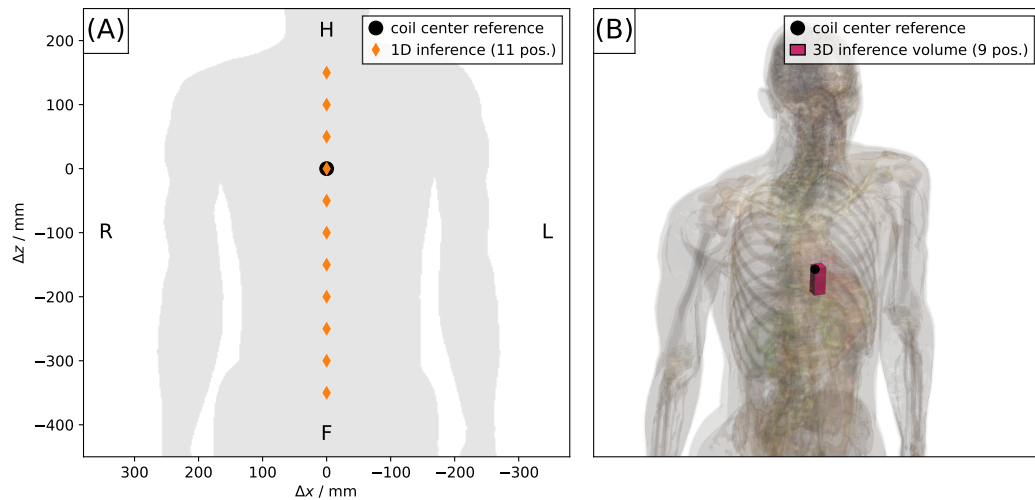 (A)
H
coil center reference
1D inference (11 pos.)
200
100
0
−100
−200
−300
−400
Δz / mm
R
L
F
300
200
100
0
−100
−200
−300
Δx / mm
(B)
coil center reference
3D inference volume (9 pos.)